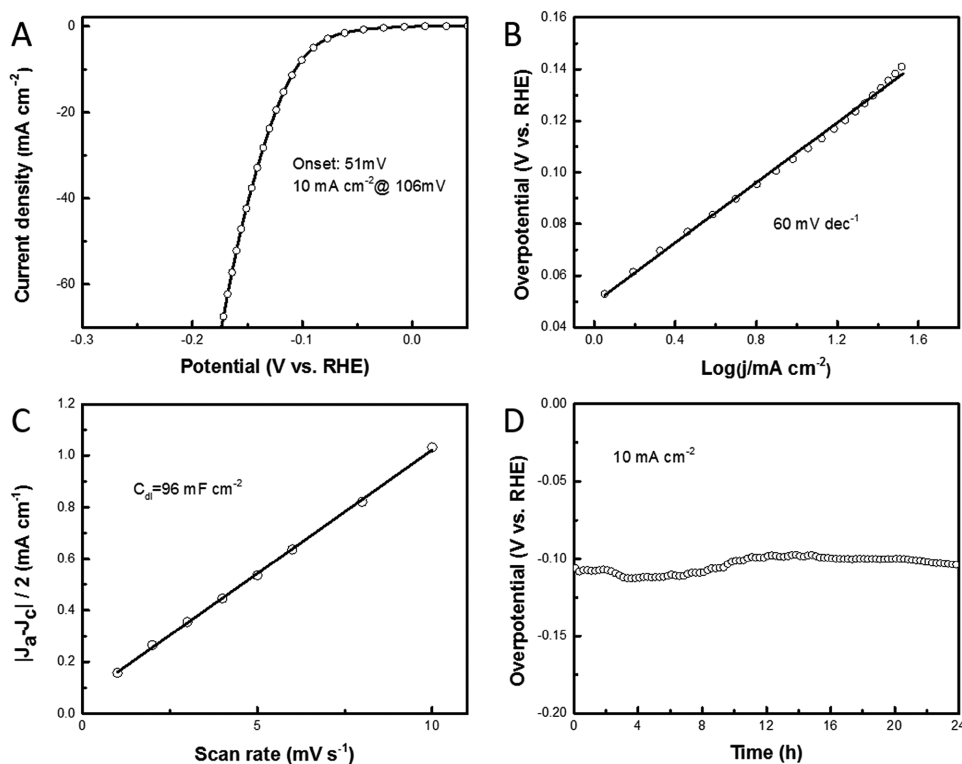 A
0
-20
-40
-60
Current density (mA cm⁻²)
Onset: 51mV
10 mA cm⁻²@ 106mV
-0.3
-0.2
-0.1
0.0
Potential (V vs. RHE)
B
0.16
0.14
0.12
0.10
0.08
0.06
0.04
Overpotential (V vs. RHE)
60 mV dec⁻¹
0.0
0.4
0.8
1.2
1.6
Log(j/mA cm⁻²)
C
1.2
1.0
0.8
0.6
0.4
0.2
0.0
|Jₐ-J꜀| / 2 (mA cm⁻¹)
C_dl=96 mF cm⁻²
0
5
10
Scan rate (mV s⁻¹)
D
0.00
-0.05
-0.10
-0.15
-0.20
Overpotential (V vs. RHE)
10 mA cm⁻²
0
4
8
12
16
20
24
Time (h)